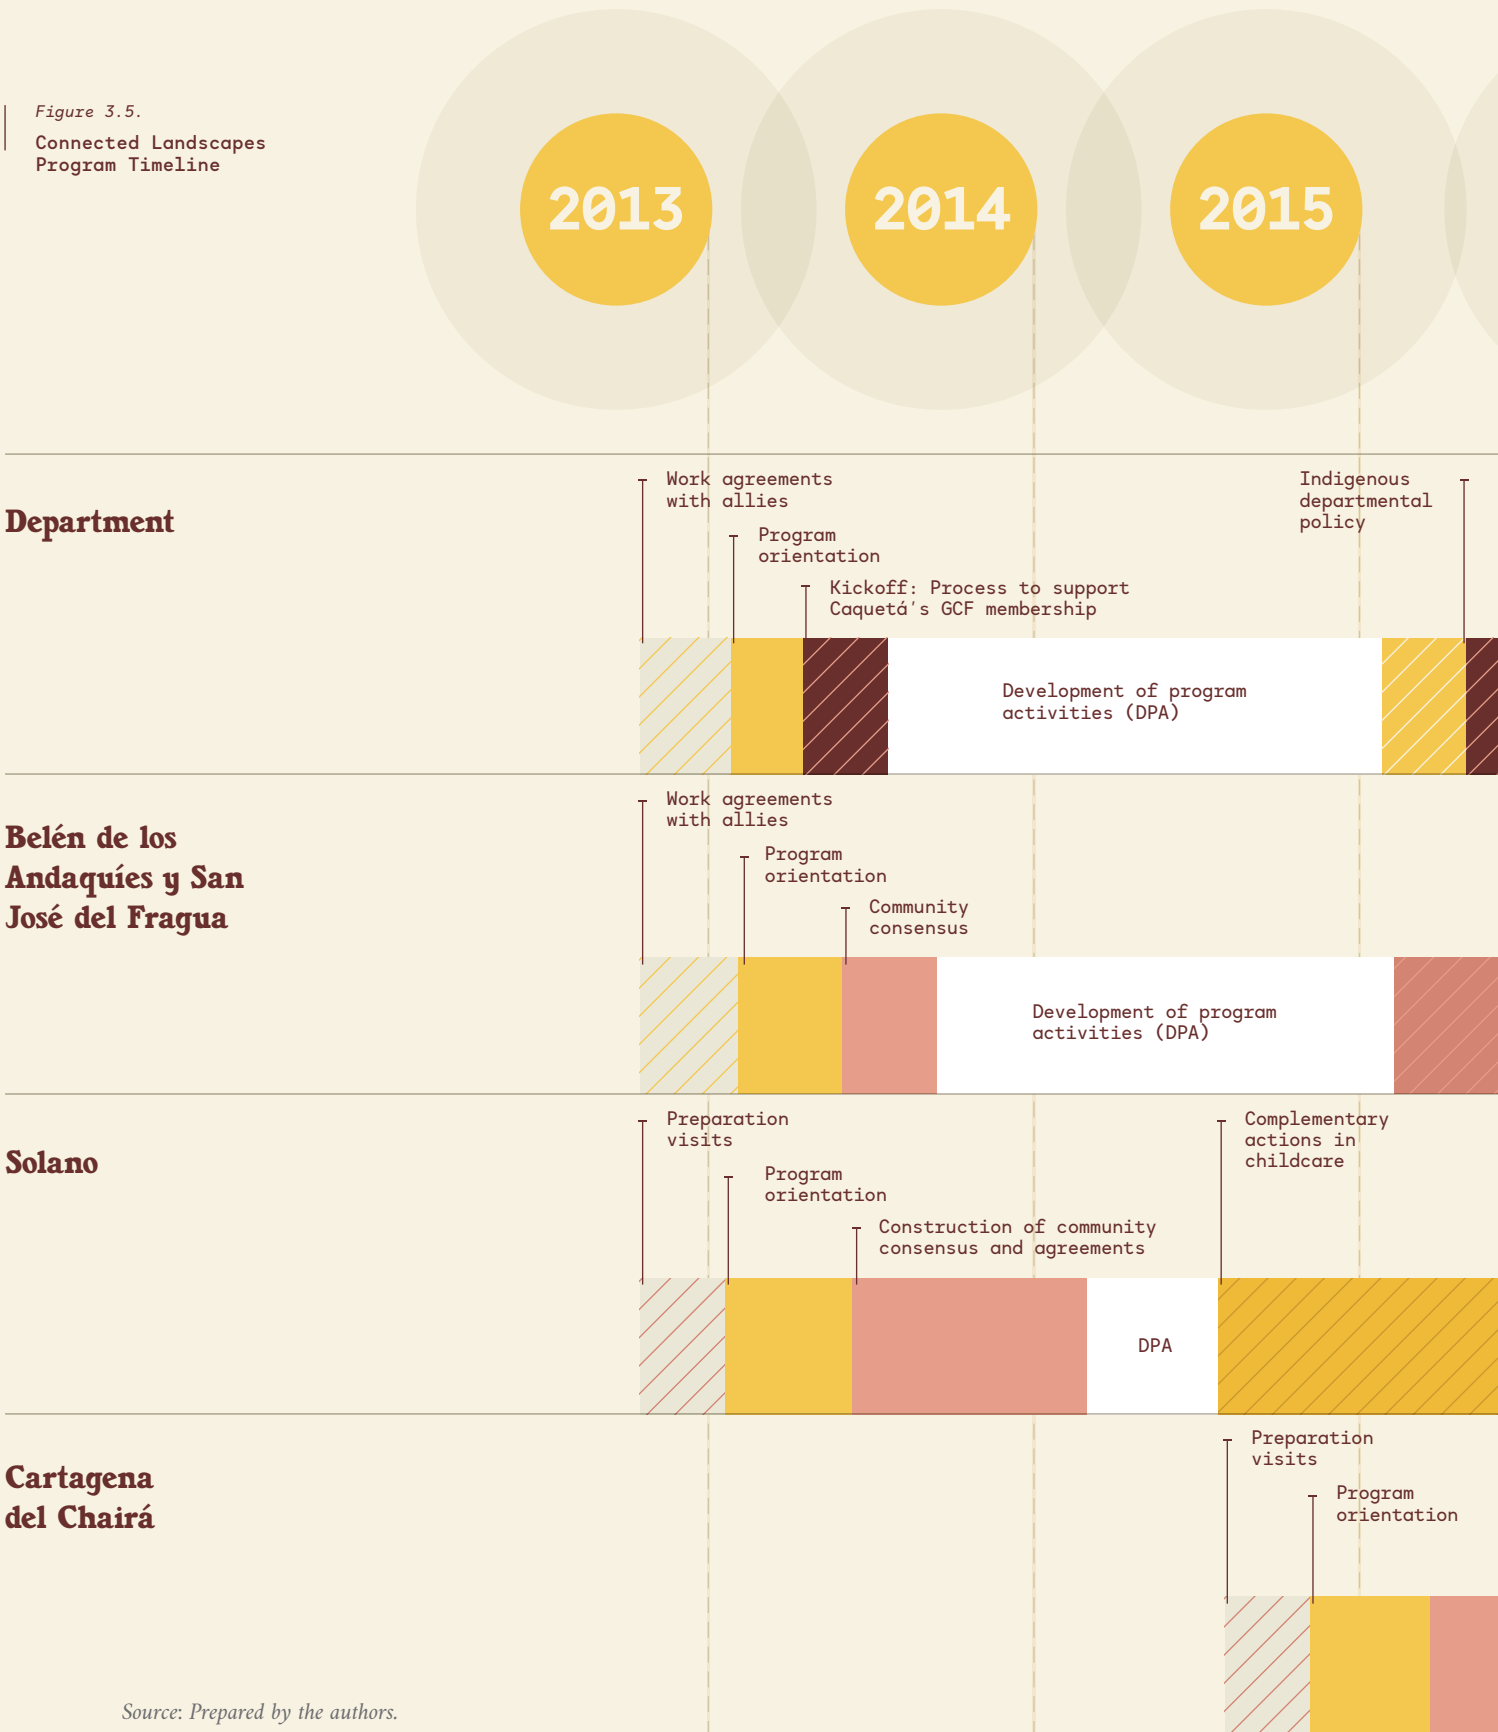 Figure 3.5.
Connected Landscapes
Program Timeline
2013
2014
2015
Department
Work agreements
with allies
Program
orientation
Kickoff: Process to support
Caquetá's GCF membership
Indigenous
departmental
policy
Development of program
activities (DPA)
Belén de los
Andaquíes y San
José del Fragua
Work agreements
with allies
Program
orientation
Community
consensus
Development of program
activities (DPA)
Solano
Preparation
visits
Program
orientation
Construction of community
consensus and agreements
Complementary
actions in
childcare
DPA
Cartagena
del Chairá
Preparation
visits
Program
orientation
Source: Prepared by the authors.